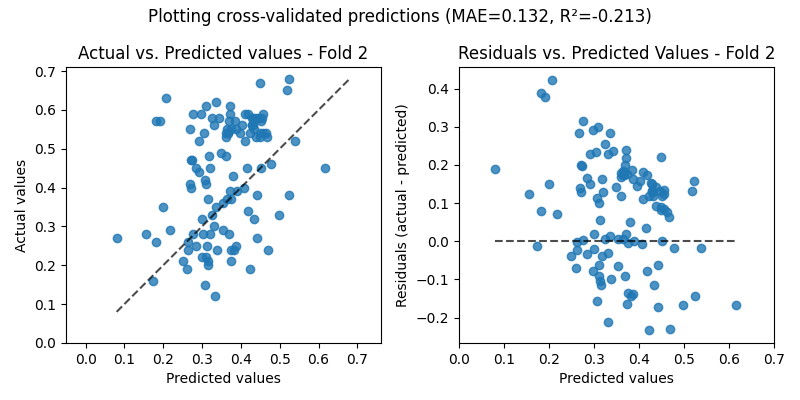 Plotting cross-validated predictions (MAE=0.132, R²=-0.213)
Actual vs. Predicted values - Fold 2
0.7
0.6
0.5
0.4
0.3
0.2
0.1
0.0
Actual values
0.0 0.1 0.2 0.3 0.4 0.5 0.6 0.7
Predicted values
Residuals vs. Predicted Values - Fold 2
0.4
0.3
0.2
0.1
0.0
−0.1
−0.2
Residuals (actual - predicted)
0.0 0.1 0.2 0.3 0.4 0.5 0.6 0.7
Predicted values